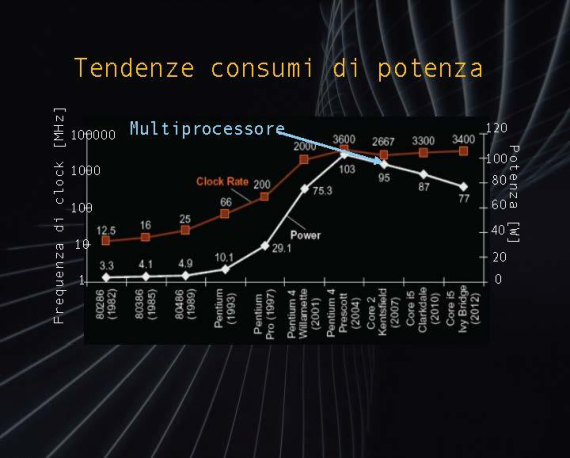 Tendenze consumi di potenza
Multiprocessore
Frequenza di clock [MHz]
100000
1000
100
10
1
Clock Rate
12.5
16
25
66
200
2000
3600
2667
3300
3400
Power
3.3
4.1
4.9
10.1
29.1
75.3
103
95
87
77
120
100
80
60
40
20
0
Potenza [W]
80286
(1982)
80386
(1985)
80486
(1989)
Pentium
(1993)
Pentium
Pro (1997)
Pentium 4
Willamette
(2001)
Pentium 4
Prescott
(2004)
Core 2
Kentsfield
(2007)
Core i5
Clarkdale
(2010)
Core i5
Ivy Bridge
(2012)